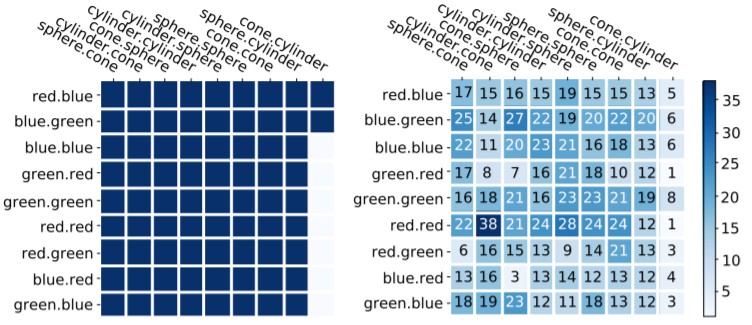 sphere.cone
cylinder.cone
cone.sphere
cylinder.cylinder
cylinder.sphere
sphere.sphere
cone.cone
sphere.cylinder
cone.cylinder
red.blue
blue.green
blue.blue
green.red
green.green
red.red
red.green
blue.red
green.blue
sphere.cone
cylinder.cone
cone.sphere
cylinder.cylinder
cylinder.sphere
sphere.sphere
cone.cone
sphere.cylinder
cone.cylinder
red.blue 17 15 16 15 19 15 15 13 5
blue.green 25 14 27 22 19 20 22 20 6
blue.blue 22 11 20 23 21 16 18 13 6
green.red 17 8 7 16 21 18 10 12 1
green.green 16 18 21 16 23 23 21 19 8
red.red 22 38 21 24 28 24 24 12 1
red.green 6 16 15 13 9 14 21 13 3
blue.red 13 16 3 13 14 12 13 12 4
green.blue 18 19 23 12 11 18 13 12 3
35
30
25
20
15
10
5